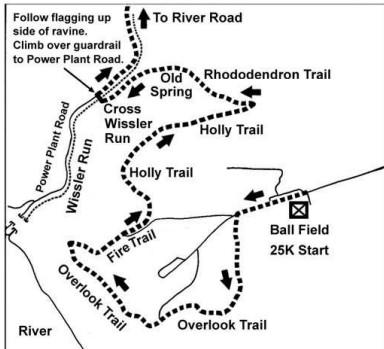 Follow flagging up
side of ravine.
Climb over guardrail
to Power Plant Road.
To River Road
Old
Spring
Rhododendron Trail
Cross
Wissler
Run
Holly Trail
Power Plant Road
Wissler Run
Holly Trail
Fire Trail
Ball Field
25K Start
Overlook Trail
Overlook Trail
River